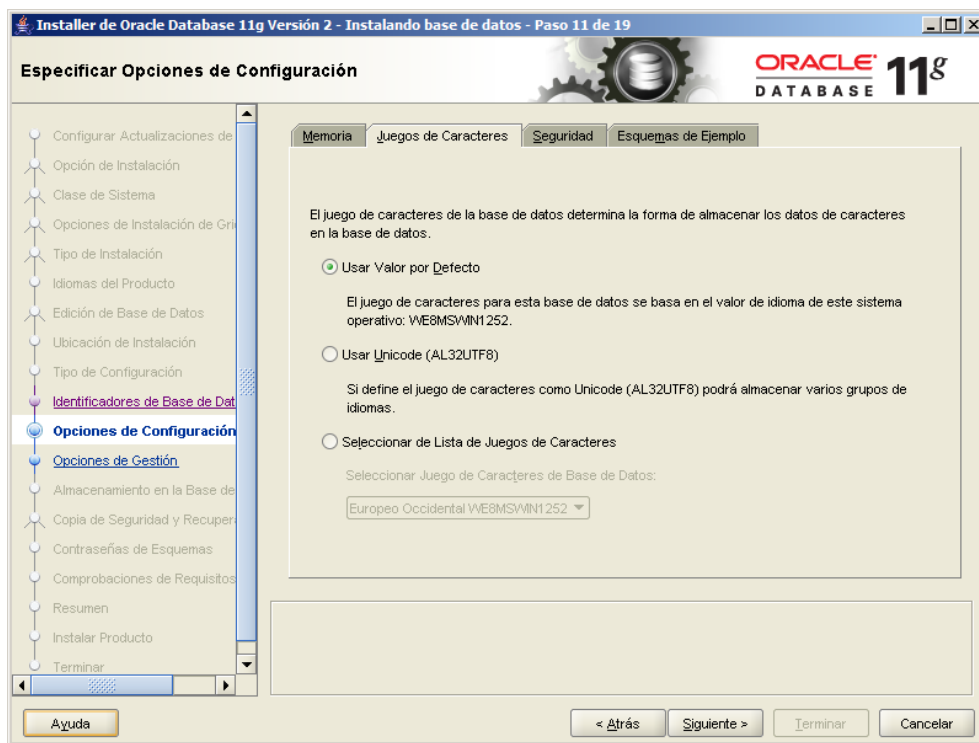 Installer de Oracle Database 11g Versión 2 - Instalando base de datos - Paso 11 de 19
Especificar Opciones de Configuración
ORACLE
DATABASE
11g
Configurar Actualizaciones de
Opción de Instalación
Clase de Sistema
Opciones de Instalación de Gri
Tipo de Instalación
Idiomas del Producto
Edición de Base de Datos
Ubicación de Instalación
Tipo de Configuración
Identificadores de Base de Dat
Opciones de Configuración
Opciones de Gestión
Almacenamiento en la Base de
Copia de Seguridad y Recupera
Contraseñas de Esquemas
Comprobaciones de Requisitos
Resumen
Instalar Producto
Terminar
Memoria
Juegos de Caracteres
Seguridad
Esquemas de Ejemplo
El juego de caracteres de la base de datos determina la forma de almacenar los datos de caracteres
en la base de datos.
Usar Valor por Defecto
El juego de caracteres para esta base de datos se basa en el valor de idioma de este sistema
operativo: WE8MSWIN1252.
Usar Unicode (AL32UTF8)
Si define el juego de caracteres como Unicode (AL32UTF8) podrá almacenar varios grupos de
idiomas.
Seleccionar de Lista de Juegos de Caracteres
Seleccionar Juego de Caracteres de Base de Datos:
Europeo Occidental WE8MSWIN1252
Ayuda
< Atrás
Siguiente >
Terminar
Cancelar